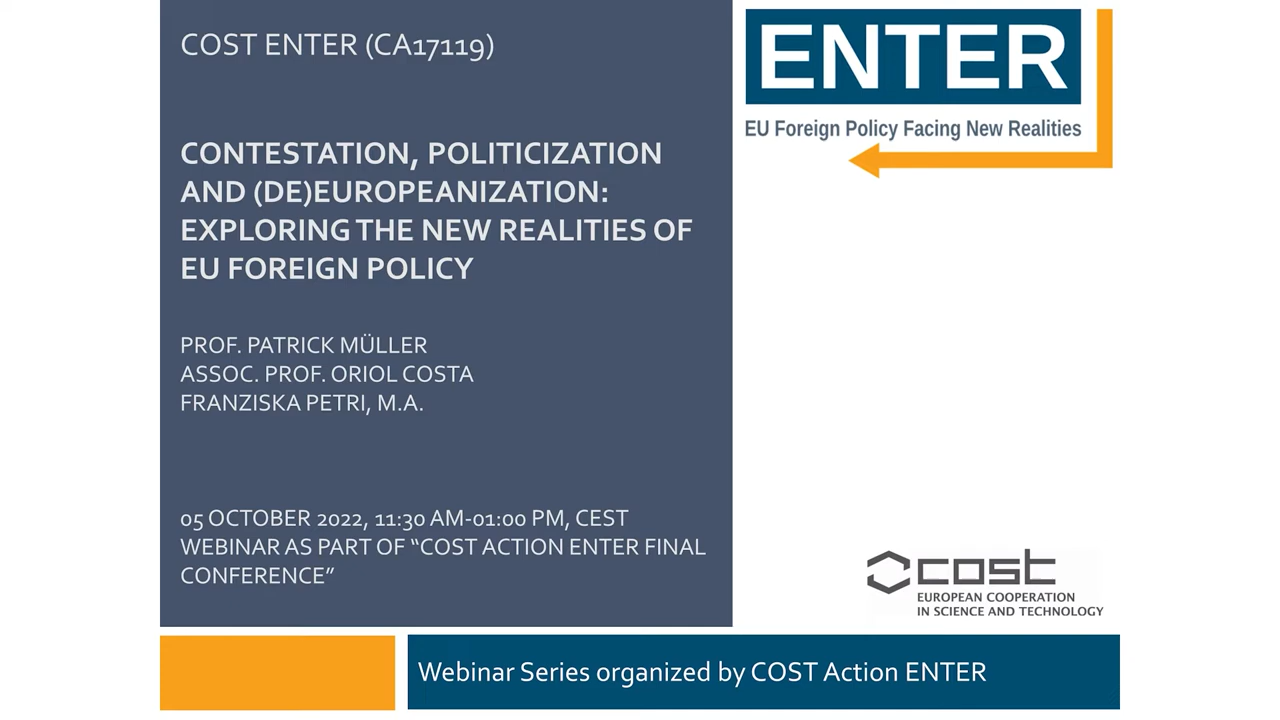 COST ENTER (CA17119)
CONTESTATION, POLITICIZATION
AND (DE)EUROPEANIZATION:
EXPLORING THE NEW REALITIES OF
EU FOREIGN POLICY
PROF. PATRICK MÜLLER
ASSOC. PROF. ORIOL COSTA
FRANZISKA PETRI, M.A.
05 OCTOBER 2022, 11:30 AM-01:00 PM, CEST
WEBINAR AS PART OF “COST ACTION ENTER FINAL
CONFERENCE”
ENTER
EU Foreign Policy Facing New Realities
cost
EUROPEAN COOPERATION
IN SCIENCE AND TECHNOLOGY
Webinar Series organized by COST Action ENTER